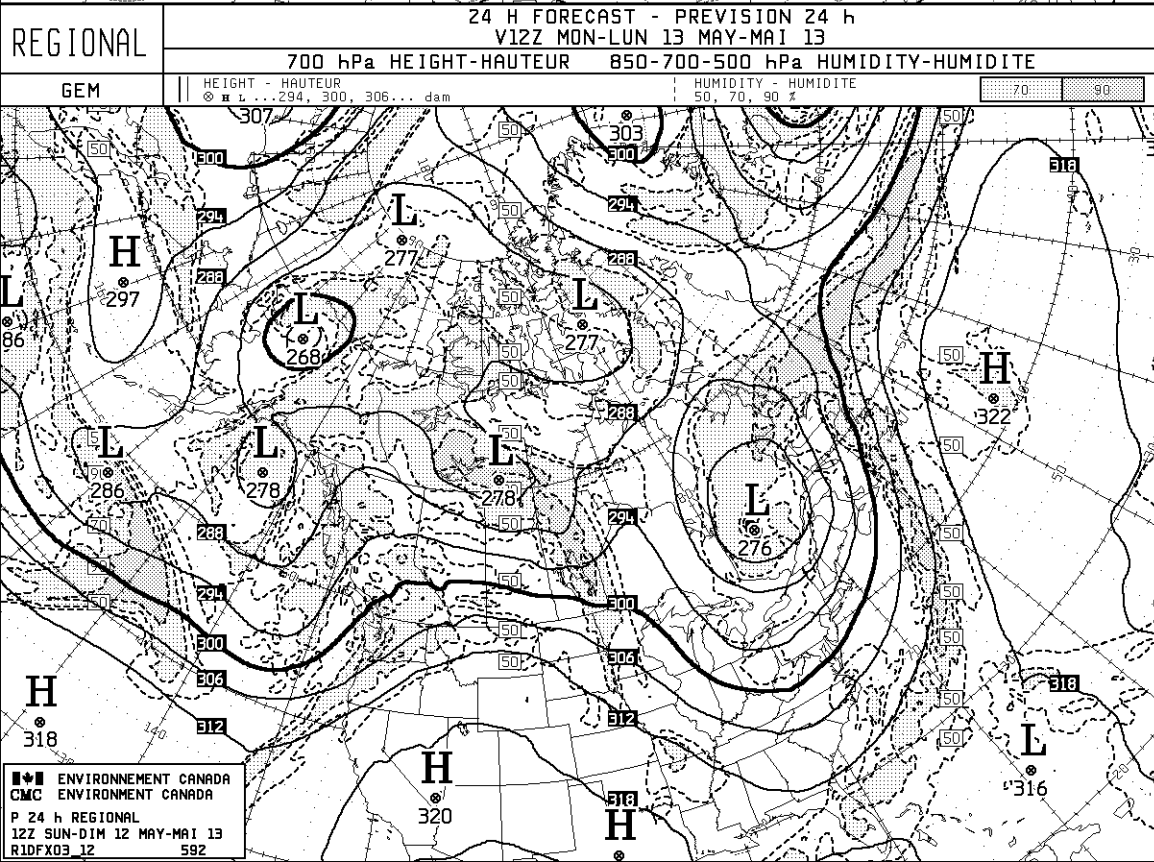 24 H FORECAST - PREVISION 24 h
REGIONAL
V12Z MON-LUN 13 MAY-MAI 13
700 hPa HEIGHT-HAUTEUR 850-700-500 hPa HUMIDITY-HUMIDITE
GEM
HEIGHT - HAUTEUR
⊗ H L ...294, 300, 306... dam
HUMIDITY - HUMIDITE
50, 70, 90 %
70
90
307
303
50
50
50
300
300
318
294
L
50
294
H
277
288
288
297
L
L
L
50
86
268
277
50
50
H
288
322
L
L
L
50
50
286
278
278
L
276
288
294
50
50
70
294
50
50
300
300
50
50
306
306
50
H
318
318
312
312
50
L
318
140
H
316
320
318
H
ENVIRONNEMENT CANADA
CMC ENVIRONMENT CANADA
P 24 h REGIONAL
12Z SUN-DIM 12 MAY-MAI 13
R1DFX03_12 592